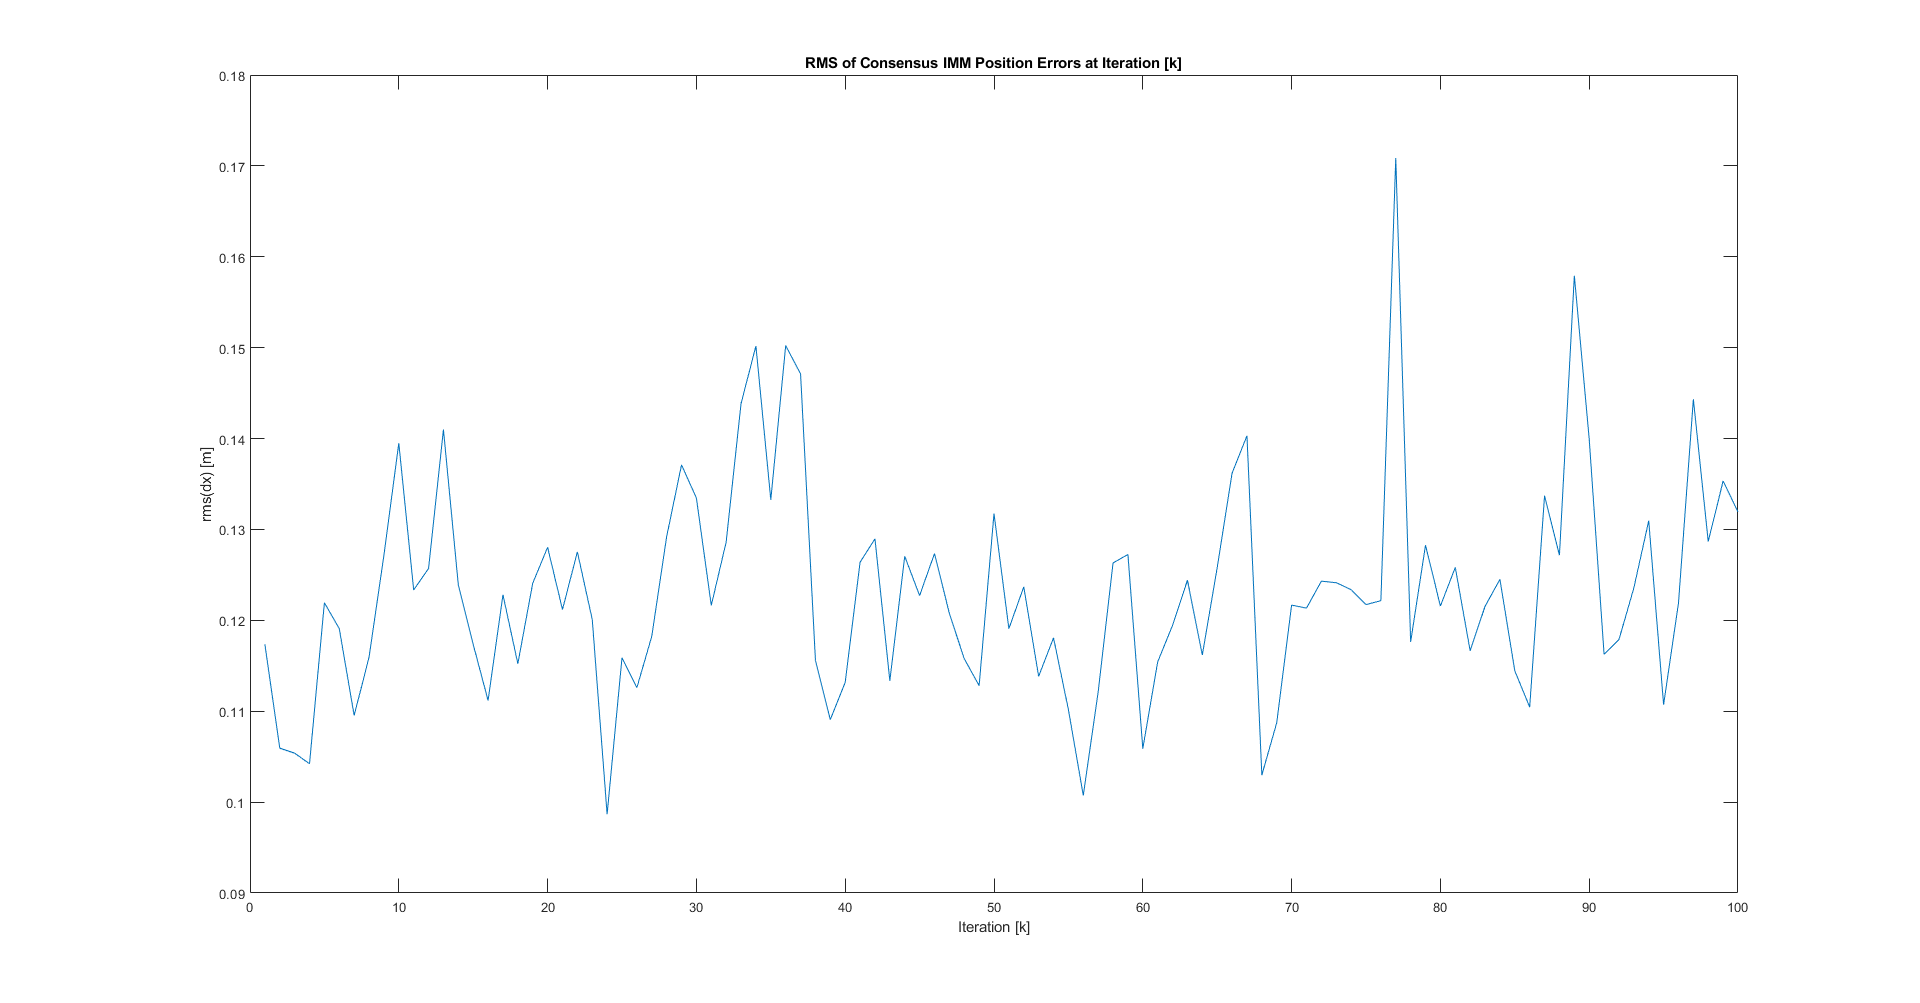 RMS of Consensus IMM Position Errors at Iteration [k]
0.18
0.17
0.16
0.15
0.14
0.13
0.12
0.11
0.1
0.09
rms(dx) [m]
0 10 20 30 40 50 60 70 80 90 100
Iteration [k]